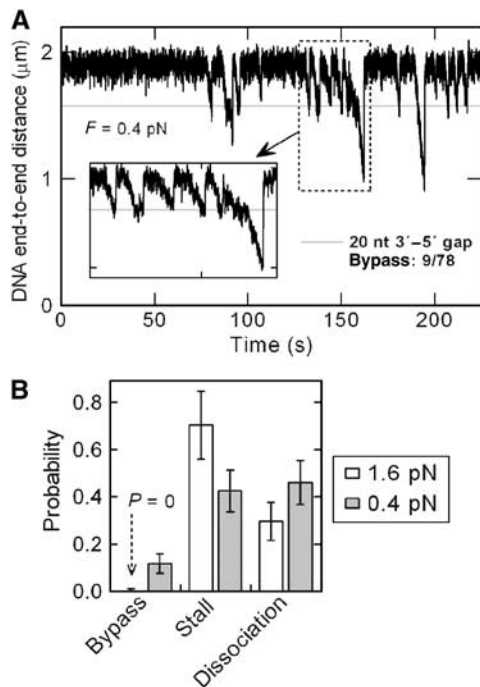 A
DNA end-to-end distance (μm)
2
1
0
F = 0.4 pN
20 nt 3´–5´ gap
Bypass: 9/78
0 50 100 150 200
Time (s)
B
Probability
0.8
0.6
0.4
0.2
0.0
P = 0
1.6 pN
0.4 pN
Bypass
Stall
Dissociation